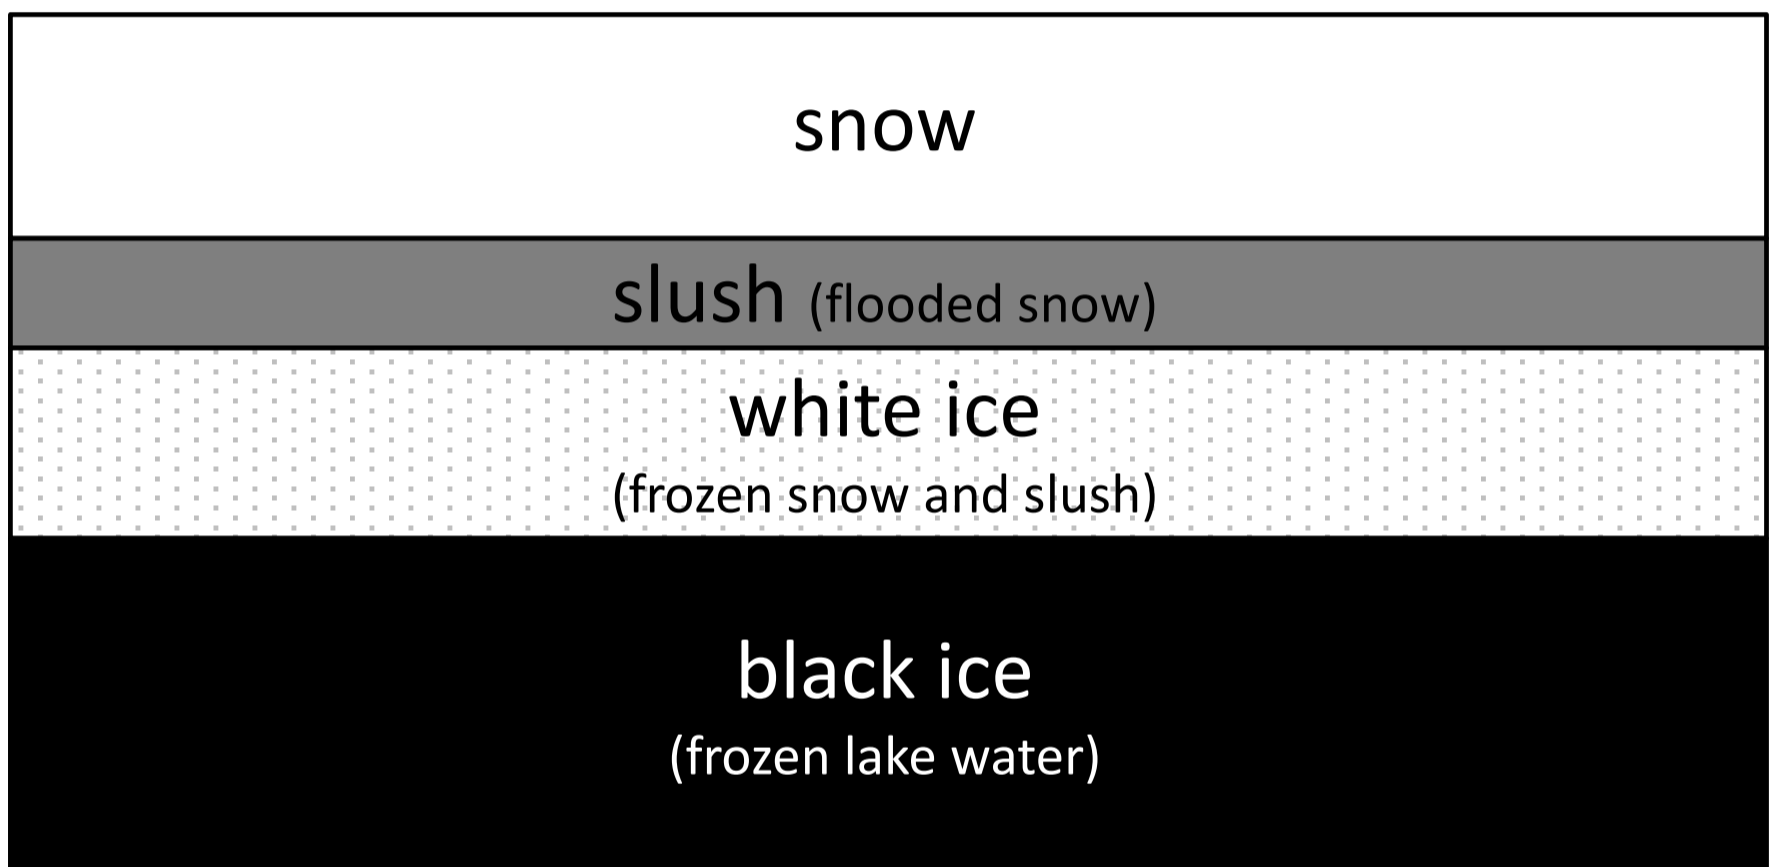 snow
slush (flooded snow)
white ice
(frozen snow and slush)
black ice
(frozen lake water)